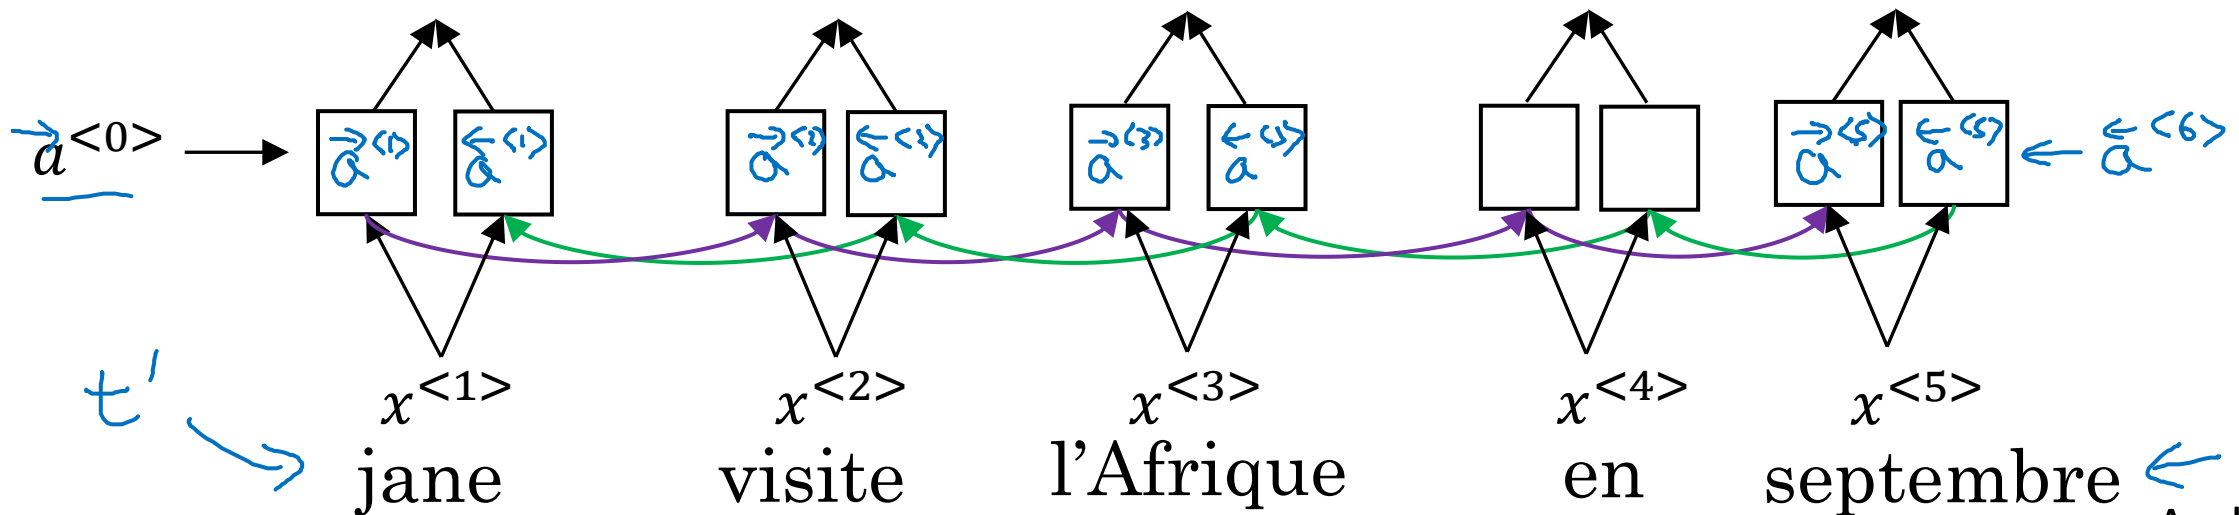 a⃗<0> a⃗<1> a⃖<1> a⃗<2> a⃖<2> a⃗<3> a⃖<3> a⃗<5> a⃖<5> a⃖<6>
t'
x<1> x<2> x<3> x<4> x<5>
jane visite l’Afrique en septembre